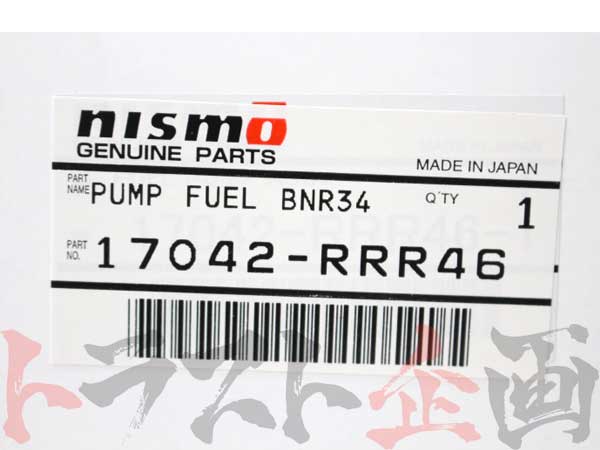 nismo
GENUINE PARTS
MADE IN JAPAN
PART NAME PUMP FUEL BNR34 Q'TY 1
PART NO. 17042-RRR46
トラスト企画